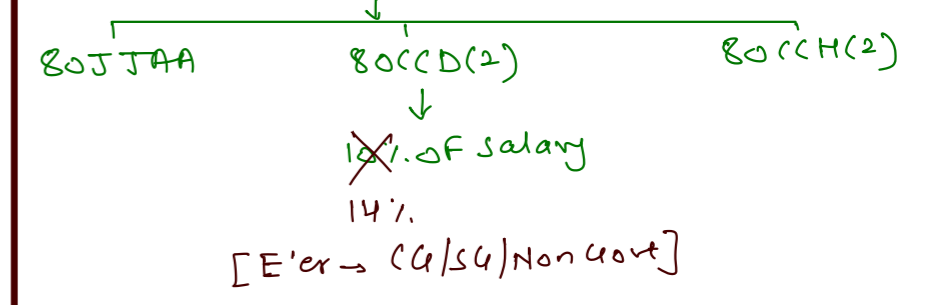 80JJAA 80CCD(2) 80CCH(2)
10% of salary
14%
[E'er → CG/SG/Non Govt]